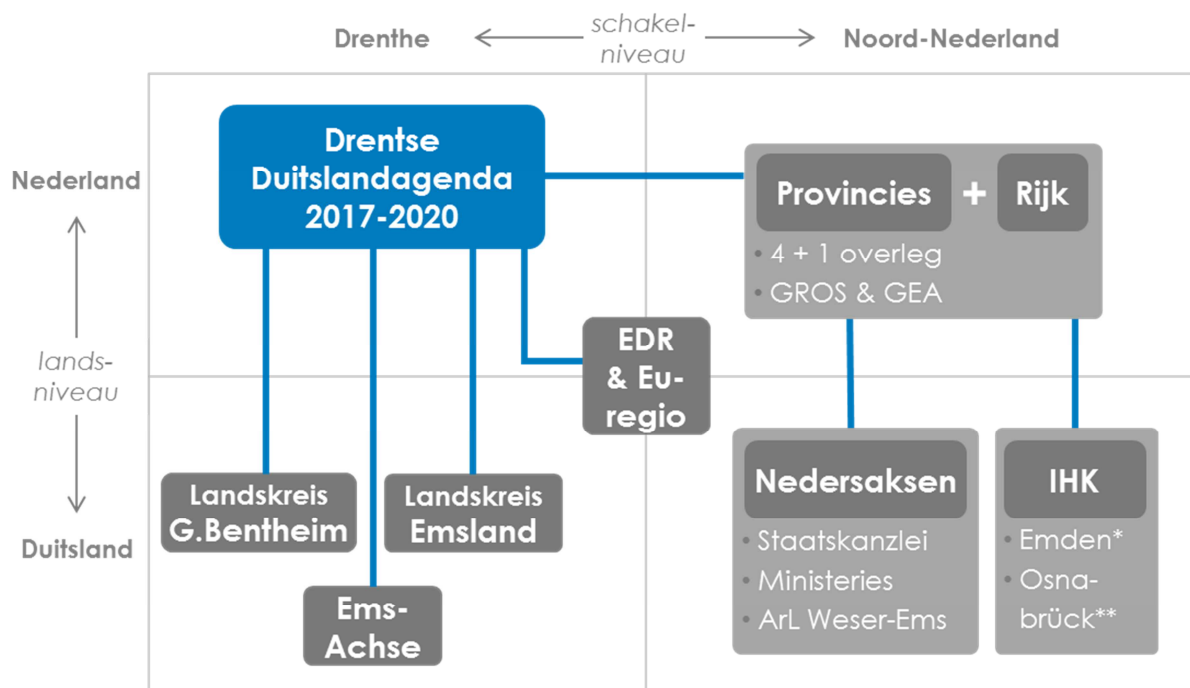 Drenthe
schakel-
niveau
Noord-Nederland
Nederland
lands-
niveau
Duitsland
Drentse
Duitslandagenda
2017-2020
Provincies + Rijk
• 4 + 1 overleg
• GROS & GEA
EDR
& Eu-
regio
Landskreis
G.Bentheim
Landskreis
Emsland
Ems-
Achse
Nedersaksen
• Staatskanzlei
• Ministeries
• ArL Weser-Ems
IHK
• Emden*
• Osna-
brück**